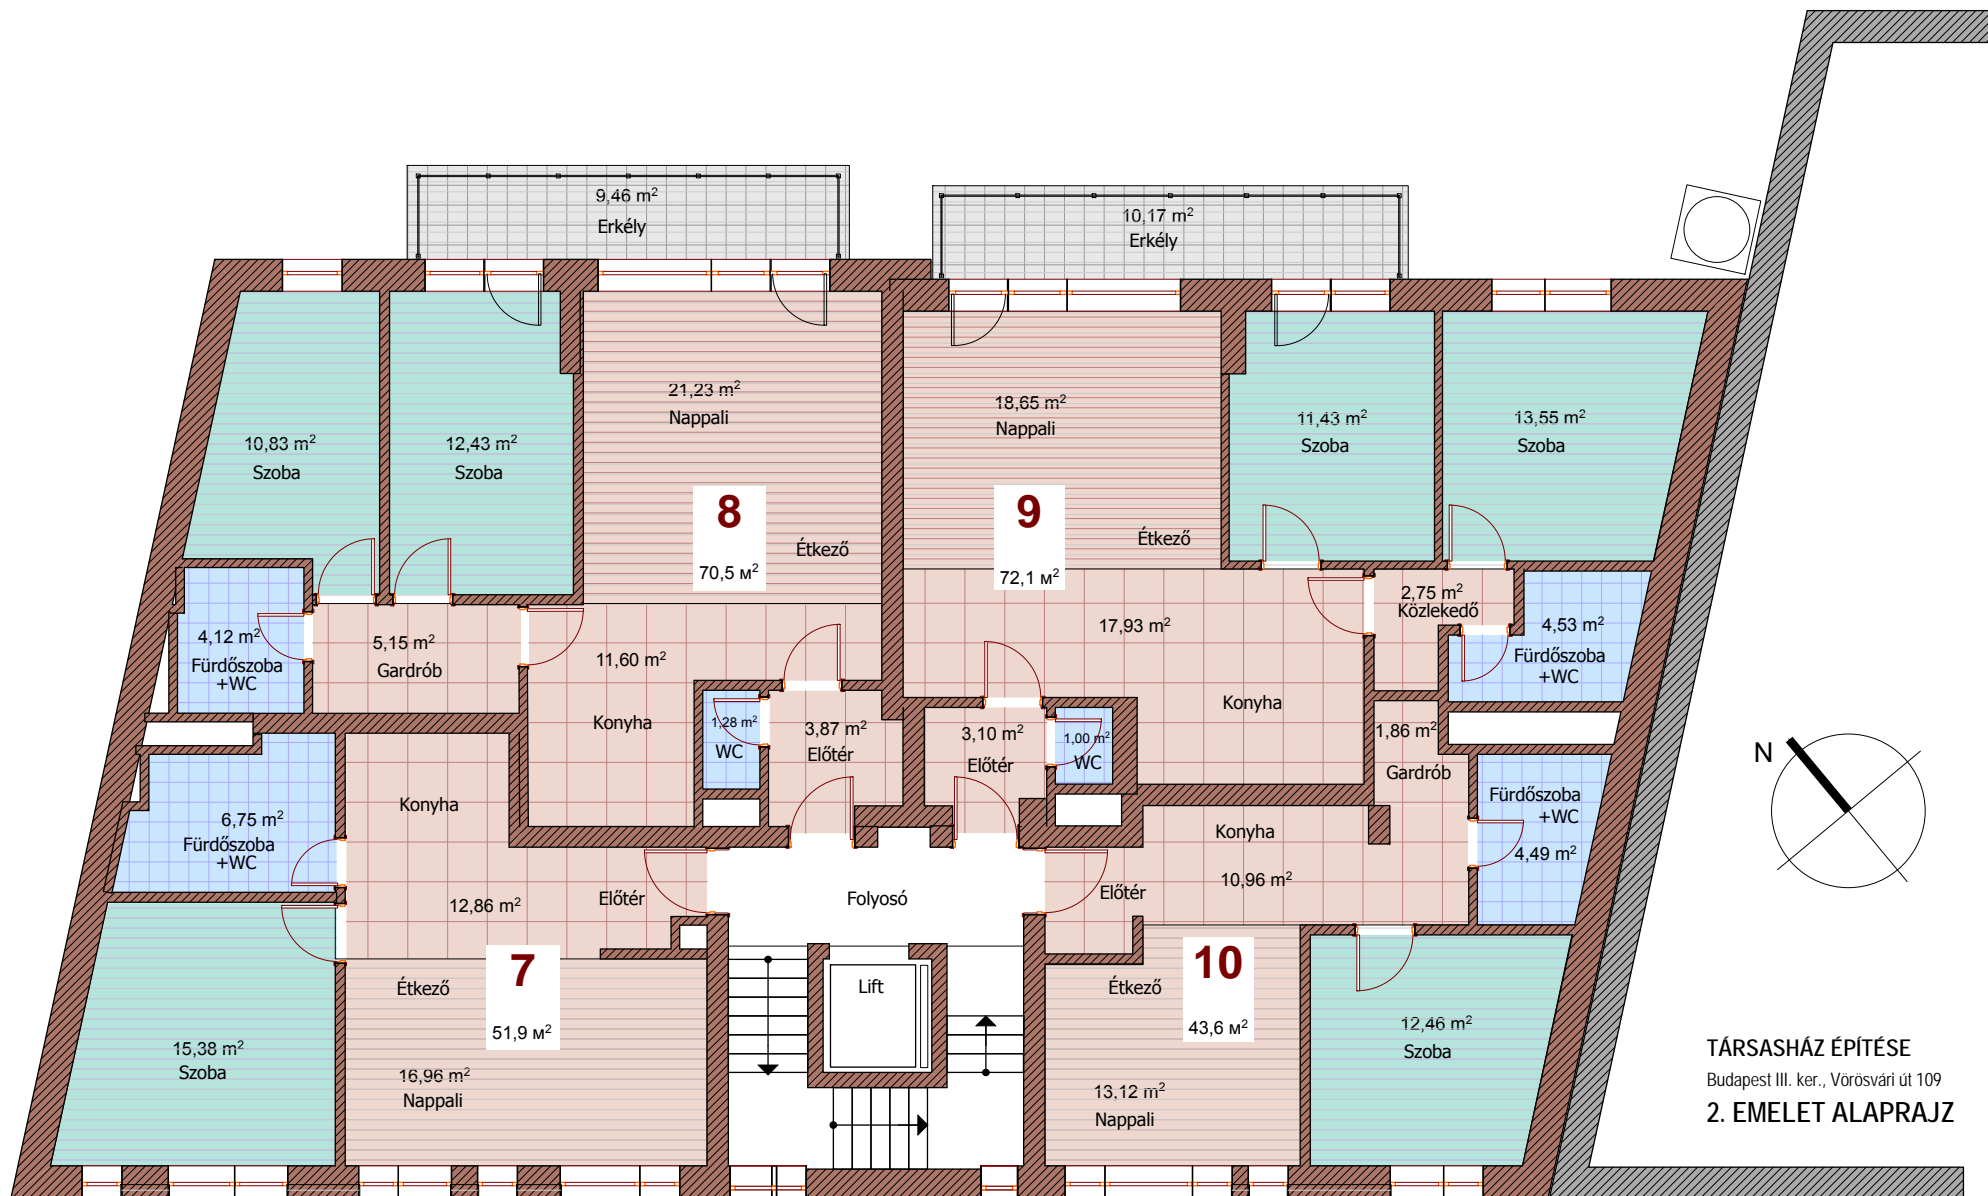 9,46 m²
Erkély
10,17 m²
Erkély
21,23 m²
Nappali
18,65 m²
Nappali
10,83 m²
Szoba
12,43 m²
Szoba
11,43 m²
Szoba
13,55 m²
Szoba
8
70,5 м²
Étkező
9
72,1 м²
Étkező
4,12 m²
Fürdőszoba
+WC
5,15 m²
Gardrób
11,60 m²
Konyha
1,28 m²
WC
3,87 m²
Előtér
3,10 m²
Előtér
1,00 m²
WC
17,93 m²
Konyha
2,75 m²
Közlekedő
4,53 m²
Fürdőszoba
+WC
1,86 m²
Gardrób
N
6,75 m²
Fürdőszoba
+WC
Konyha
12,86 m²
Előtér
Folyosó
Előtér
Konyha
10,96 m²
Fürdőszoba
+WC
4,49 m²
7
51,9 м²
Étkező
Lift
Étkező
10
43,6 м²
15,38 m²
Szoba
16,96 m²
Nappali
13,12 m²
Nappali
12,46 m²
Szoba
TÁRSASHÁZ ÉPÍTÉSE
Budapest III. ker., Vörösvári út 109
2. EMELET ALAPRAJZ